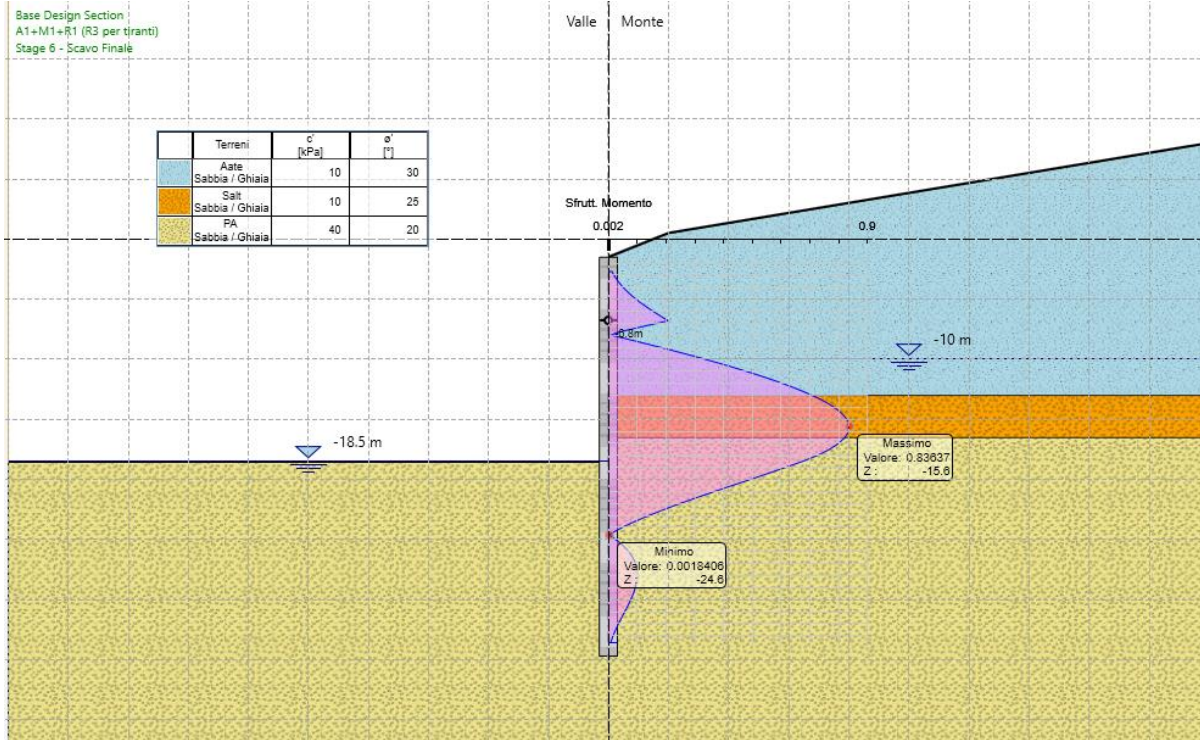 Base Design Section
A1+M1+R1 (R3 per tiranti)
Stage 6 - Scavo Finale
Valle Monte
Terreni c' ø'
[kPa] [°]
Aate
Sabbia / Ghiaia 10 30
Salt
Sabbia / Ghiaia 10 25
PA
Sabbia / Ghiaia 40 20
Sfrutt. Momento
0.002 0.9
-10 m
-18.5 m
Massimo
Valore: 0.83637
Z : -15.6
Minimo
Valore: 0.0018406
Z : -24.6